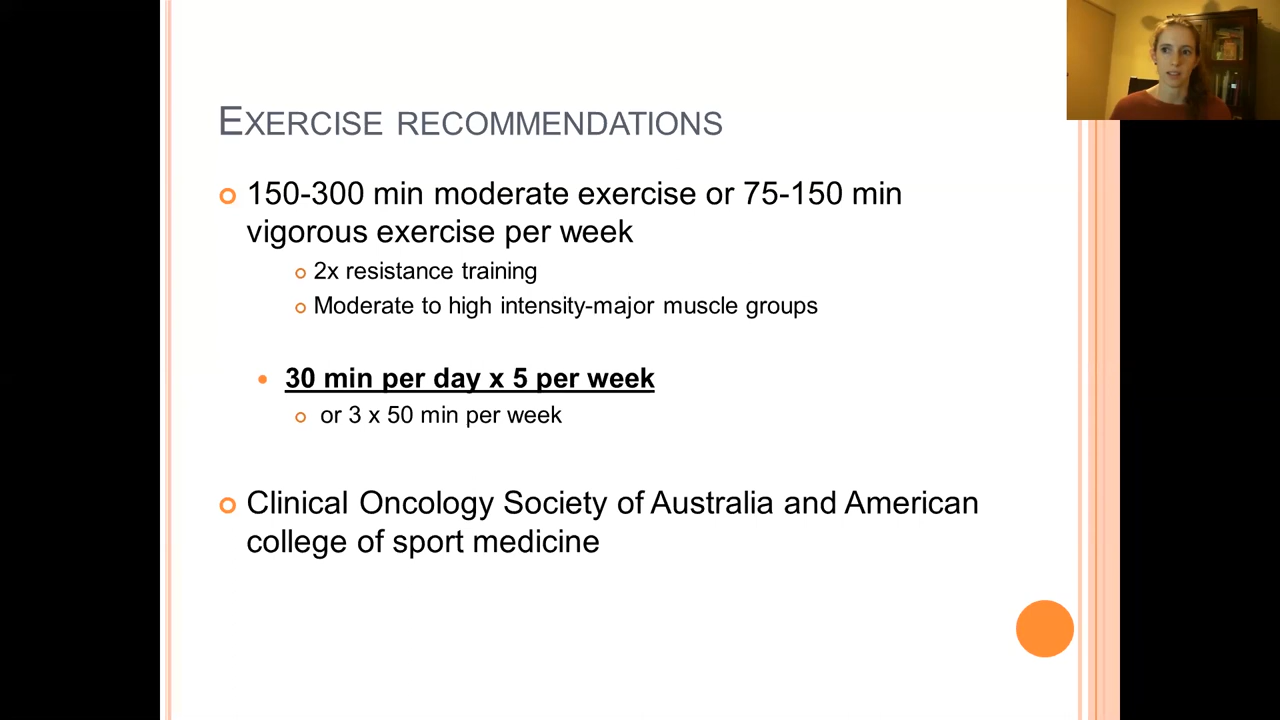 EXERCISE RECOMMENDATIONS
150-300 min moderate exercise or 75-150 min
vigorous exercise per week
2x resistance training
Moderate to high intensity-major muscle groups
30 min per day x 5 per week
or 3 x 50 min per week
Clinical Oncology Society of Australia and American
college of sport medicine